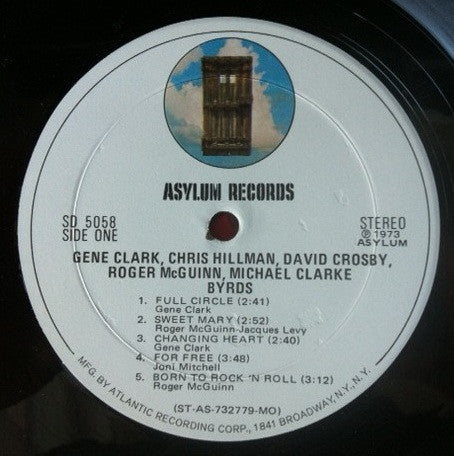 ASYLUM RECORDS
SD 5058
SIDE ONE
STEREO
℗ 1973
ASYLUM
GENE CLARK, CHRIS HILLMAN, DAVID CROSBY,
ROGER McGUINN, MICHAEL CLARKE
BYRDS
1. FULL CIRCLE (2:41)
Gene Clark
2. SWEET MARY (2:52)
Roger McGuinn-Jacques Levy
3. CHANGING HEART (2:40)
Gene Clark
4. FOR FREE (3:48)
Joni Mitchell
5. BORN TO ROCK 'N ROLL (3:12)
Roger McGuinn
(ST-AS-732779-MO)
MFG. BY ATLANTIC RECORDING CORP., 1841 BROADWAY, N.Y., N.Y.